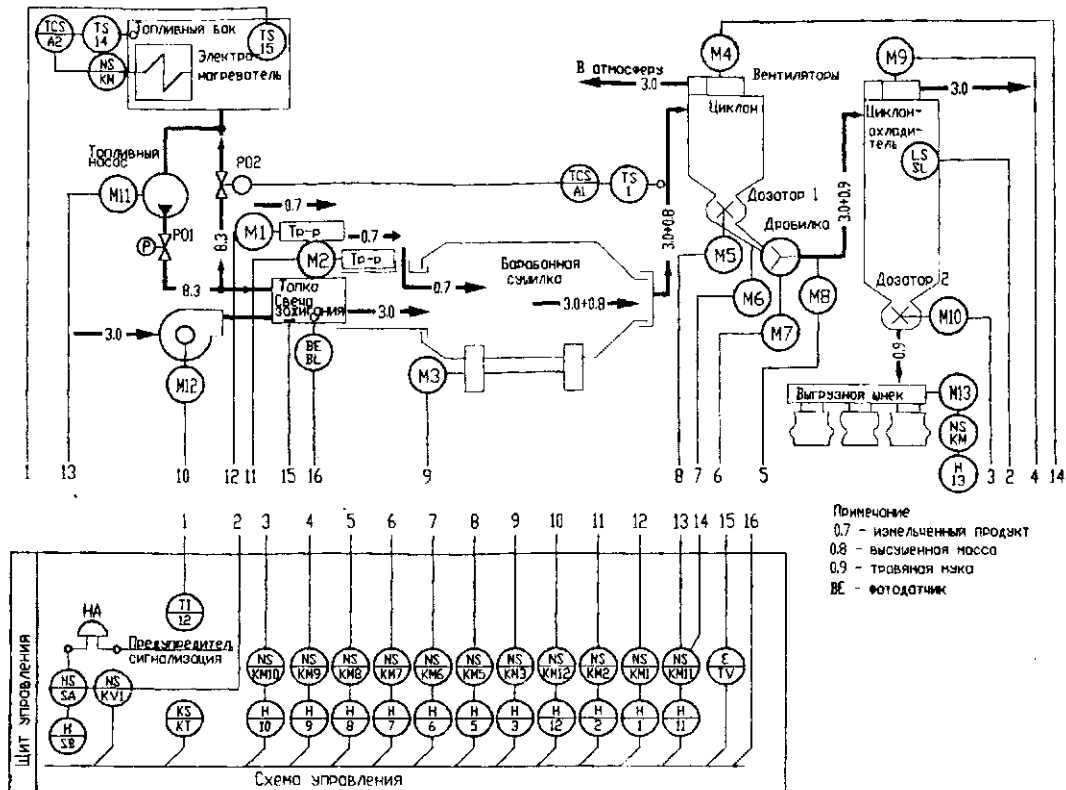 TCS
A2
TS
14
Топливный бак
TS
15
NS
KM
Электро-
нагреватель
Топливный
насос
M11
P
PO1
PO2
8.3
8.3
0.7
M1
Тр-р
0.7
M2
Тр-р
0.7
Топка
Свеча
зажигания
3.0
3.0
M12
BE
BL
M3
Барабанная
сушилка
3.0+0.8
TCS
A1
TS
1
3.0+0.8
В атмосферу
3.0
M4
Вентиляторы
Циклон
Дозатор 1
Дробилка
M5
M6
M7
M8
3.0+0.9
M9
3.0
Циклон-
охлади-
тель
LS
SL
Дозатор 2
M10
0.9
Выгрузной шнек
M13
NS
KM
H
13
1 13 10 12 11 15 16 9 8 7 6 5 3 2 4 14
1 2 3 4 5 6 7 8 9 10 11 12 13 14 15 16
Примечание
0.7 - измельченный продукт
0.8 - высушенная масса
0.9 - травяная мука
BE - фотодатчик
Щит управления
HA
Предупредител.
сигнализация
TI
12
NS
SA
NS
KV1
H
SB
KS
KT
NS
KM10
NS
KM9
NS
KM8
NS
KM7
NS
KM6
NS
KM5
NS
KM3
NS
KM12
NS
KM2
NS
KM1
NS
KM11
E
TV
H
10
H
9
H
8
H
7
H
6
H
5
H
3
H
12
H
2
H
1
H
11
Схема управления